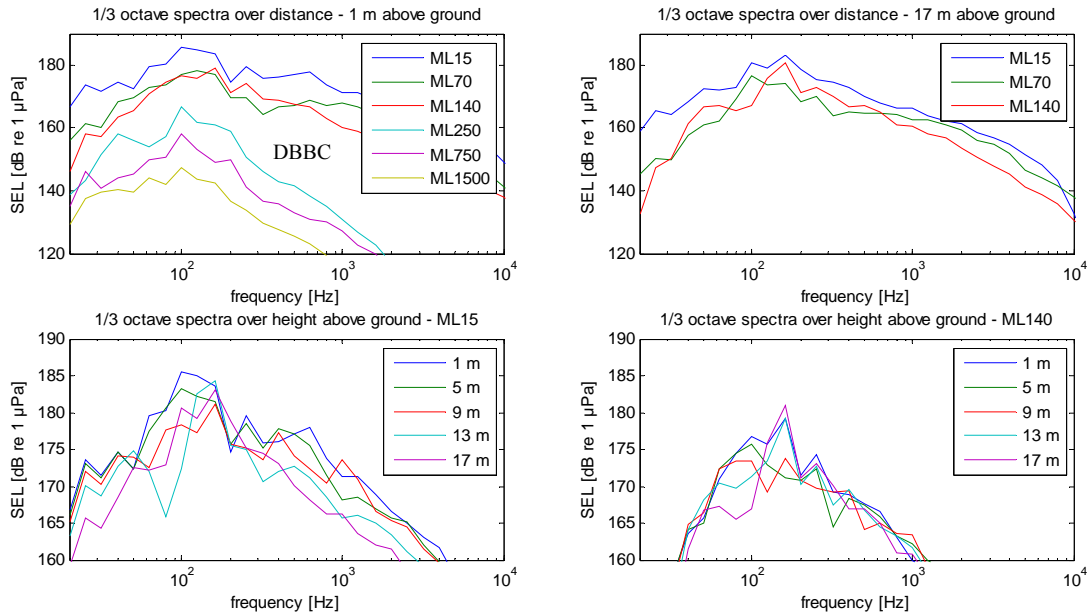 1/3 octave spectra over distance - 1 m above ground
SEL [dB re 1 µPa]
180
160
140
120
DBBC
ML15
ML70
ML140
ML250
ML750
ML1500
10^2
10^3
10^4
frequency [Hz]
1/3 octave spectra over distance - 17 m above ground
SEL [dB re 1 µPa]
180
160
140
120
ML15
ML70
ML140
10^2
10^3
10^4
frequency [Hz]
1/3 octave spectra over height above ground - ML15
SEL [dB re 1 µPa]
190
185
180
175
170
165
160
1 m
5 m
9 m
13 m
17 m
10^2
10^3
10^4
frequency [Hz]
1/3 octave spectra over height above ground - ML140
SEL [dB re 1 µPa]
190
185
180
175
170
165
160
1 m
5 m
9 m
13 m
17 m
10^2
10^3
10^4
frequency [Hz]